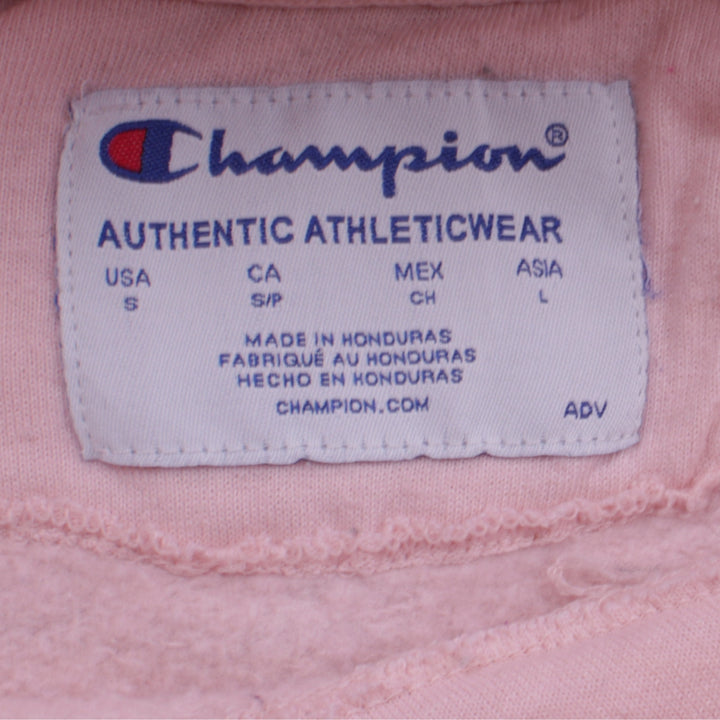 Champion®
AUTHENTIC ATHLETICWEAR
USA CA MEX ASIA
S S/P CH L
MADE IN HONDURAS
FABRIQUÉ AU HONDURAS
HECHO EN HONDURAS
CHAMPION.COM ADV